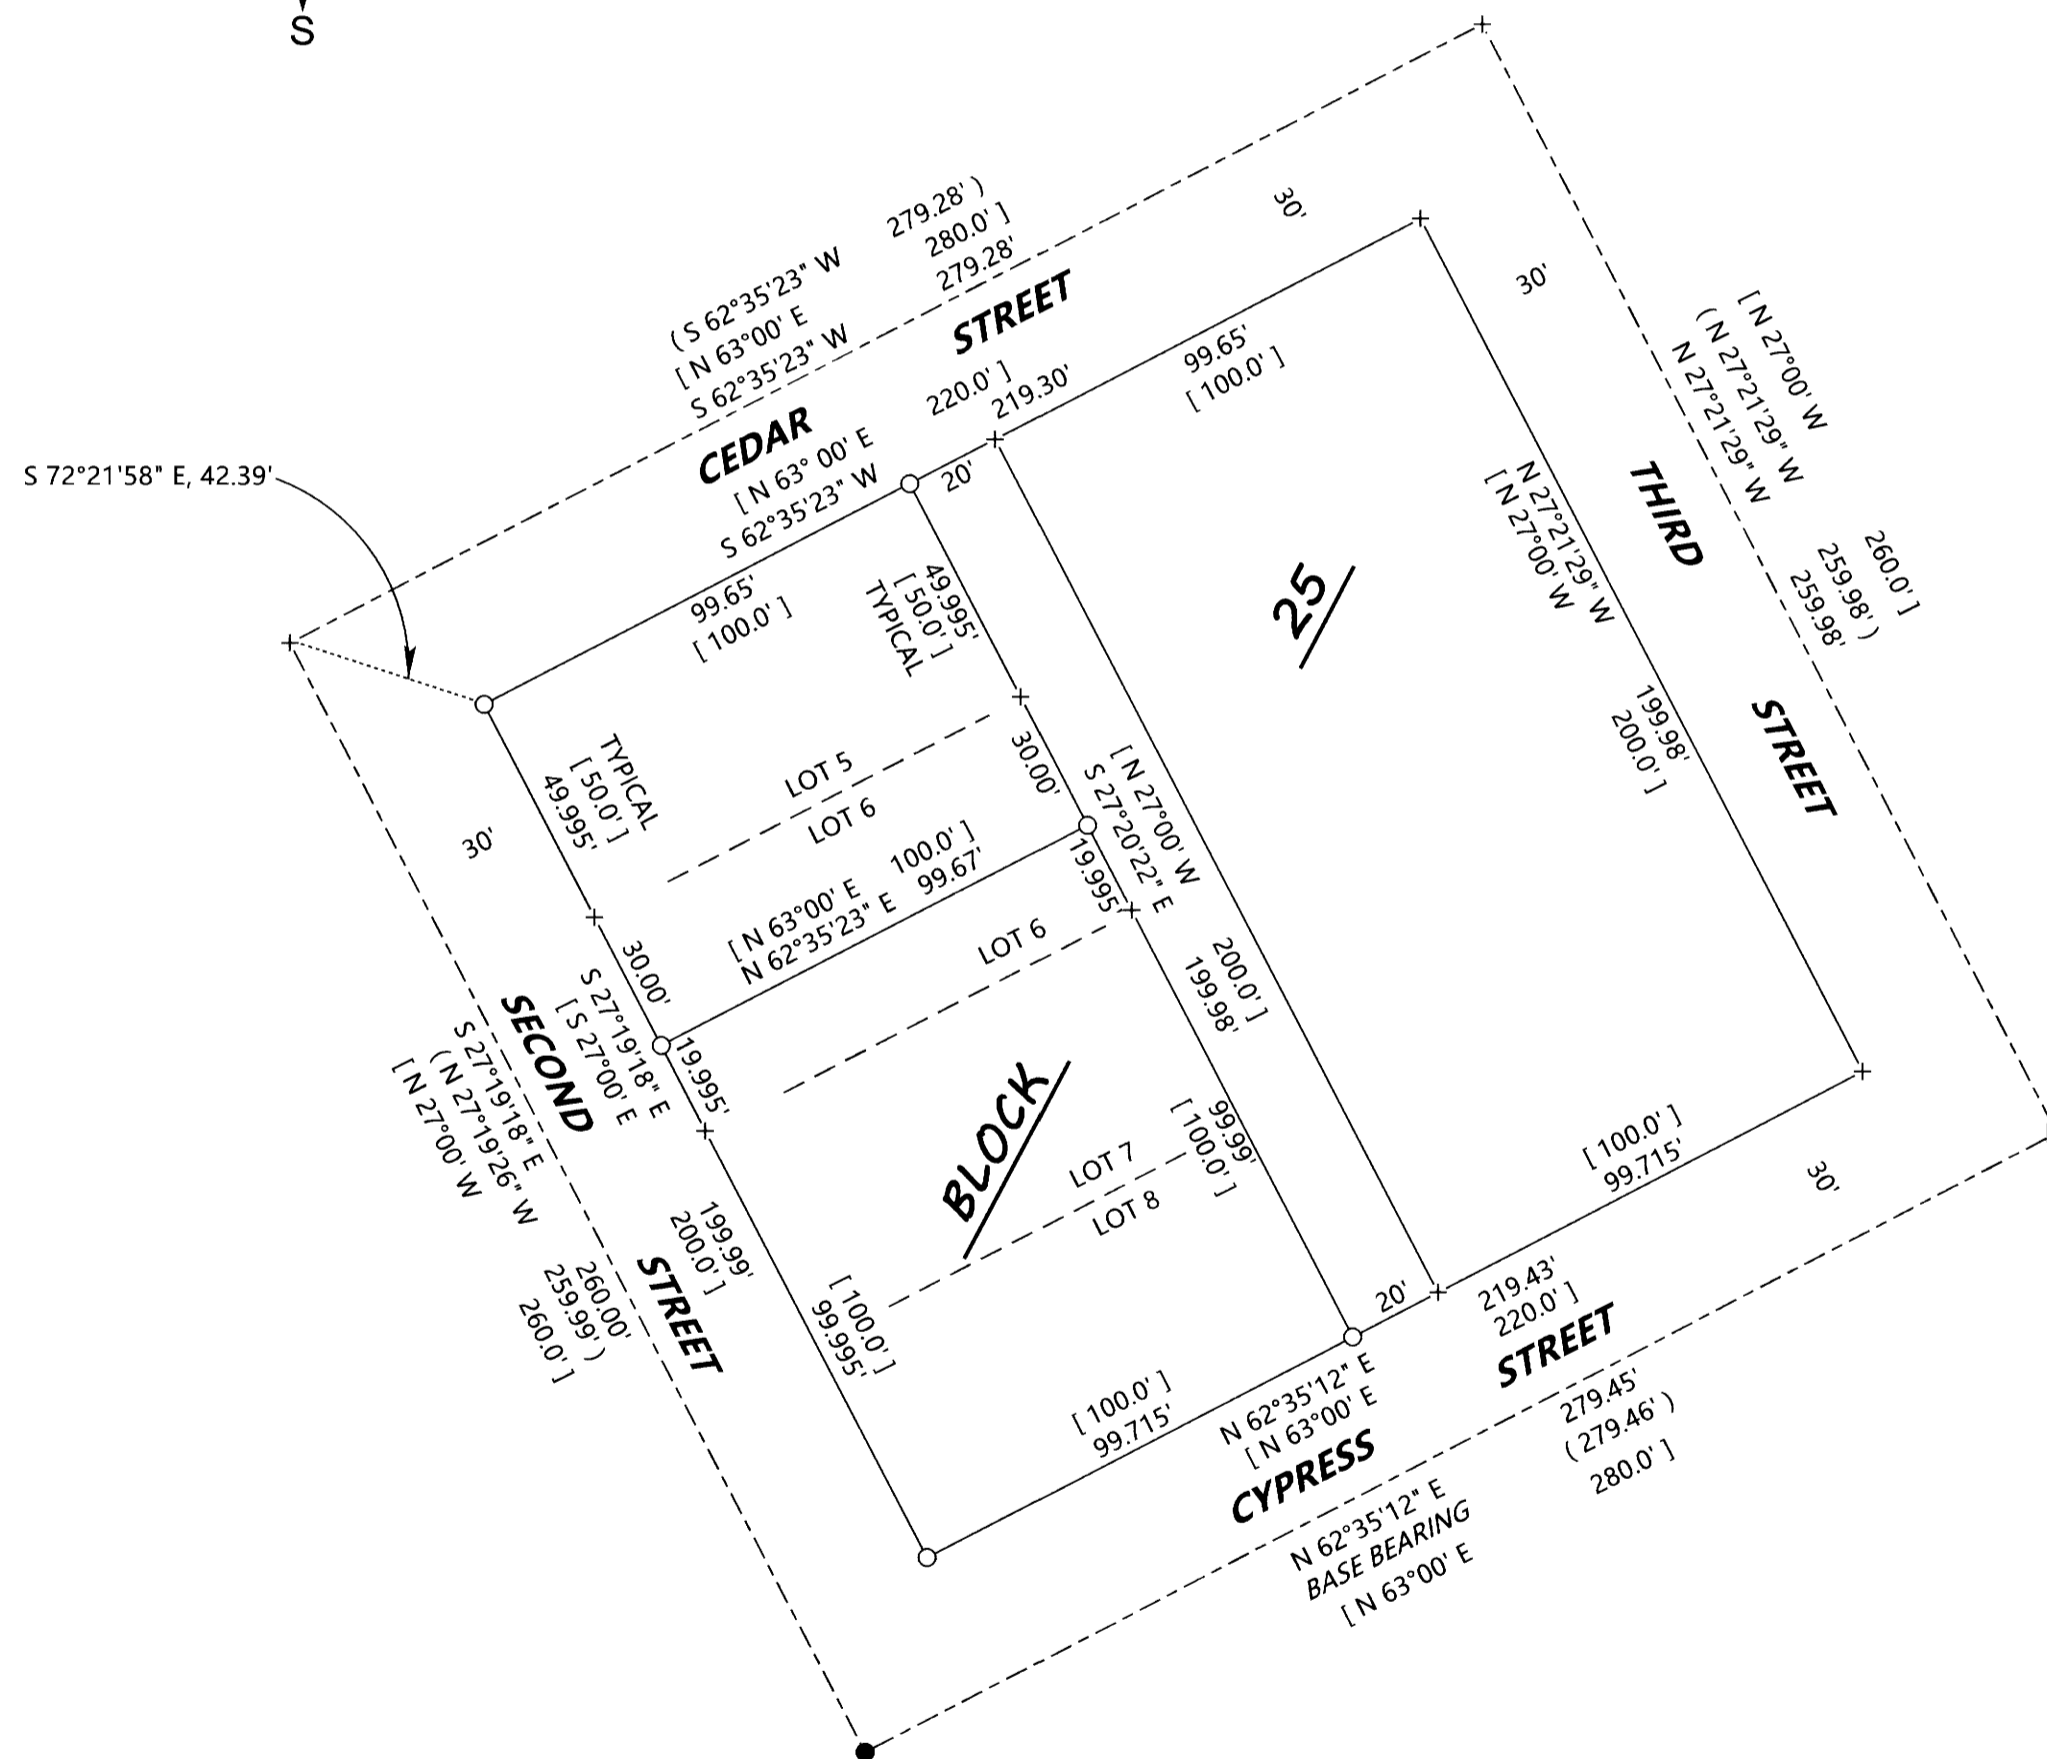 S
( S 62°35'23" W 279.28' )
[ N 63°00' E 280.0' ]
S 62°35'23" W 279.28'
CEDAR STREET
[ N 63° 00' E 220.0' ]
S 62°35'23" W 219.30'
30'
30'
S 72°21'58" E, 42.39'
99.65'
[ 100.0' ]
20'
99.65'
[ 100.0' ]
[ N 27°00' W 260.0' ]
( N 27°21'29" W 259.98' )
N 27°21'29" W 259.98'
THIRD STREET
N 27°21'29" W 199.98'
[ N 27°00' W 200.0' ]
25
49.995'
[ 50.0' ]
TYPICAL
TYPICAL
[ 50.0' ]
49.995'
30'
LOT 5
LOT 6
30.00'
[ N 63°00' E 100.0' ]
N 62°35'23" E 99.67'
19.995'
[ N 27°00' W 200.0' ]
S 27°20'22" E 199.98'
LOT 6
30.00'
19.995'
S 27°19'18" E 199.99'
[ S 27°00' E 200.0' ]
SECOND STREET
S 27°19'18" E 260.00'
( N 27°19'26" W 259.99' )
[ N 27°00' W 260.0' ]
BLOCK
LOT 7
LOT 8
99.99'
[ 100.0' ]
[ 100.0' ]
99.995'
[ 100.0' ]
99.715'
30'
20'
[ 100.0' ]
99.715'
N 62°35'12" E 219.43'
[ N 63°00' E 220.0' ]
CYPRESS STREET
N 62°35'12" E 279.45'
BASE BEARING ( 279.46' )
[ N 63°00' E 280.0' ]